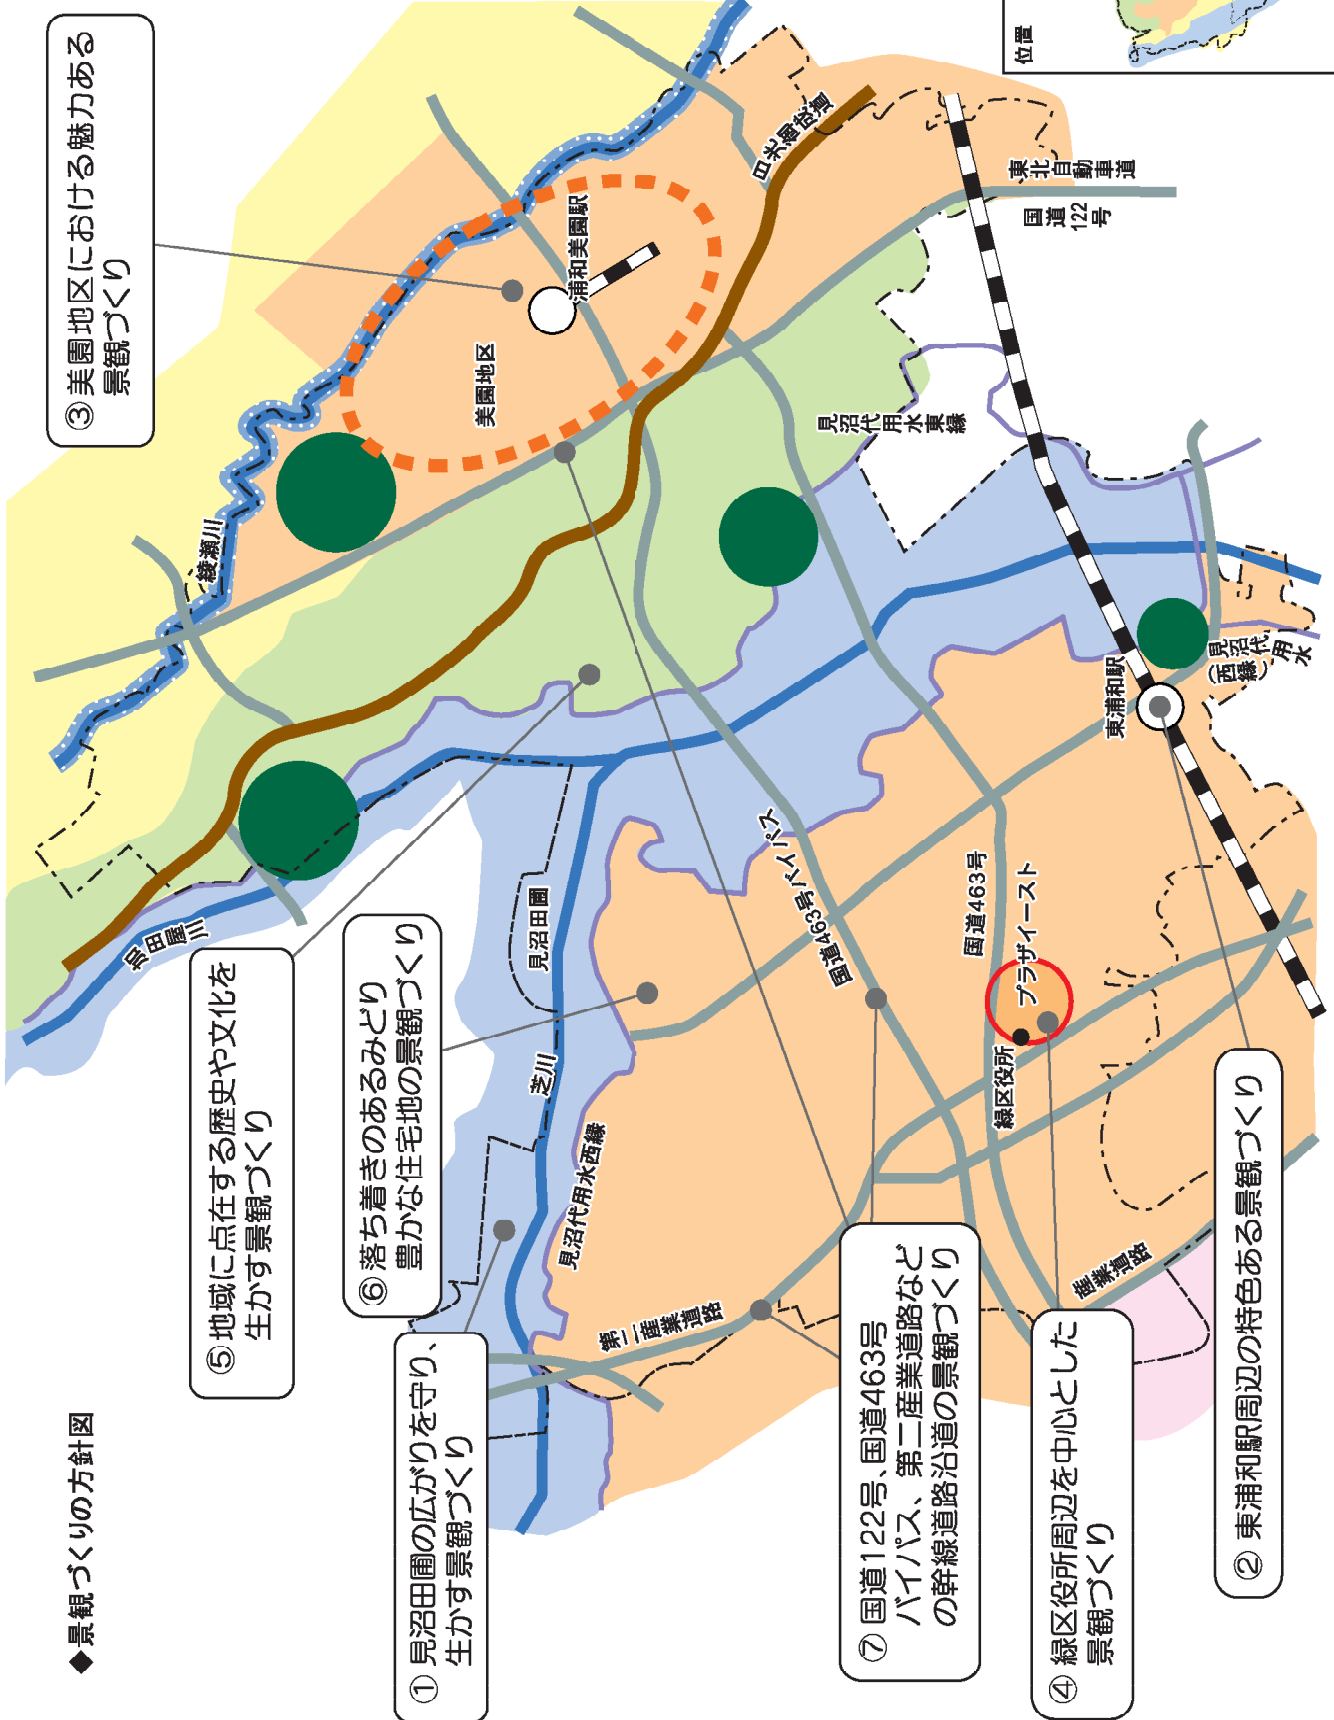 ◆景観づくりの方針図
① 見沼田圃の広がりを守り、
生かす景観づくり
⑤ 地域に点在する歴史や文化を
生かす景観づくり
⑥ 落ち着きのあるみどり
豊かな住宅地の景観づくり
③ 美園地区における魅力ある
景観づくり
⑦ 国道122号、国道463号
バイパス、第二産業道路など
の幹線道路沿道の景観づくり
④ 緑区役所周辺を中心とした
景観づくり
② 東浦和駅周辺の特色ある景観づくり
綾瀬川
美園地区
浦和美園駅
日光御成道
東北自動車道
国道122号
見沼代用水東縁
見沼田圃
芝川
見沼代用水西縁
第二産業道路
国道463号バイパス
国道463号
プラザイースト
緑区役所
産業道路
東浦和駅
見沼代用水
(西縁)
位置